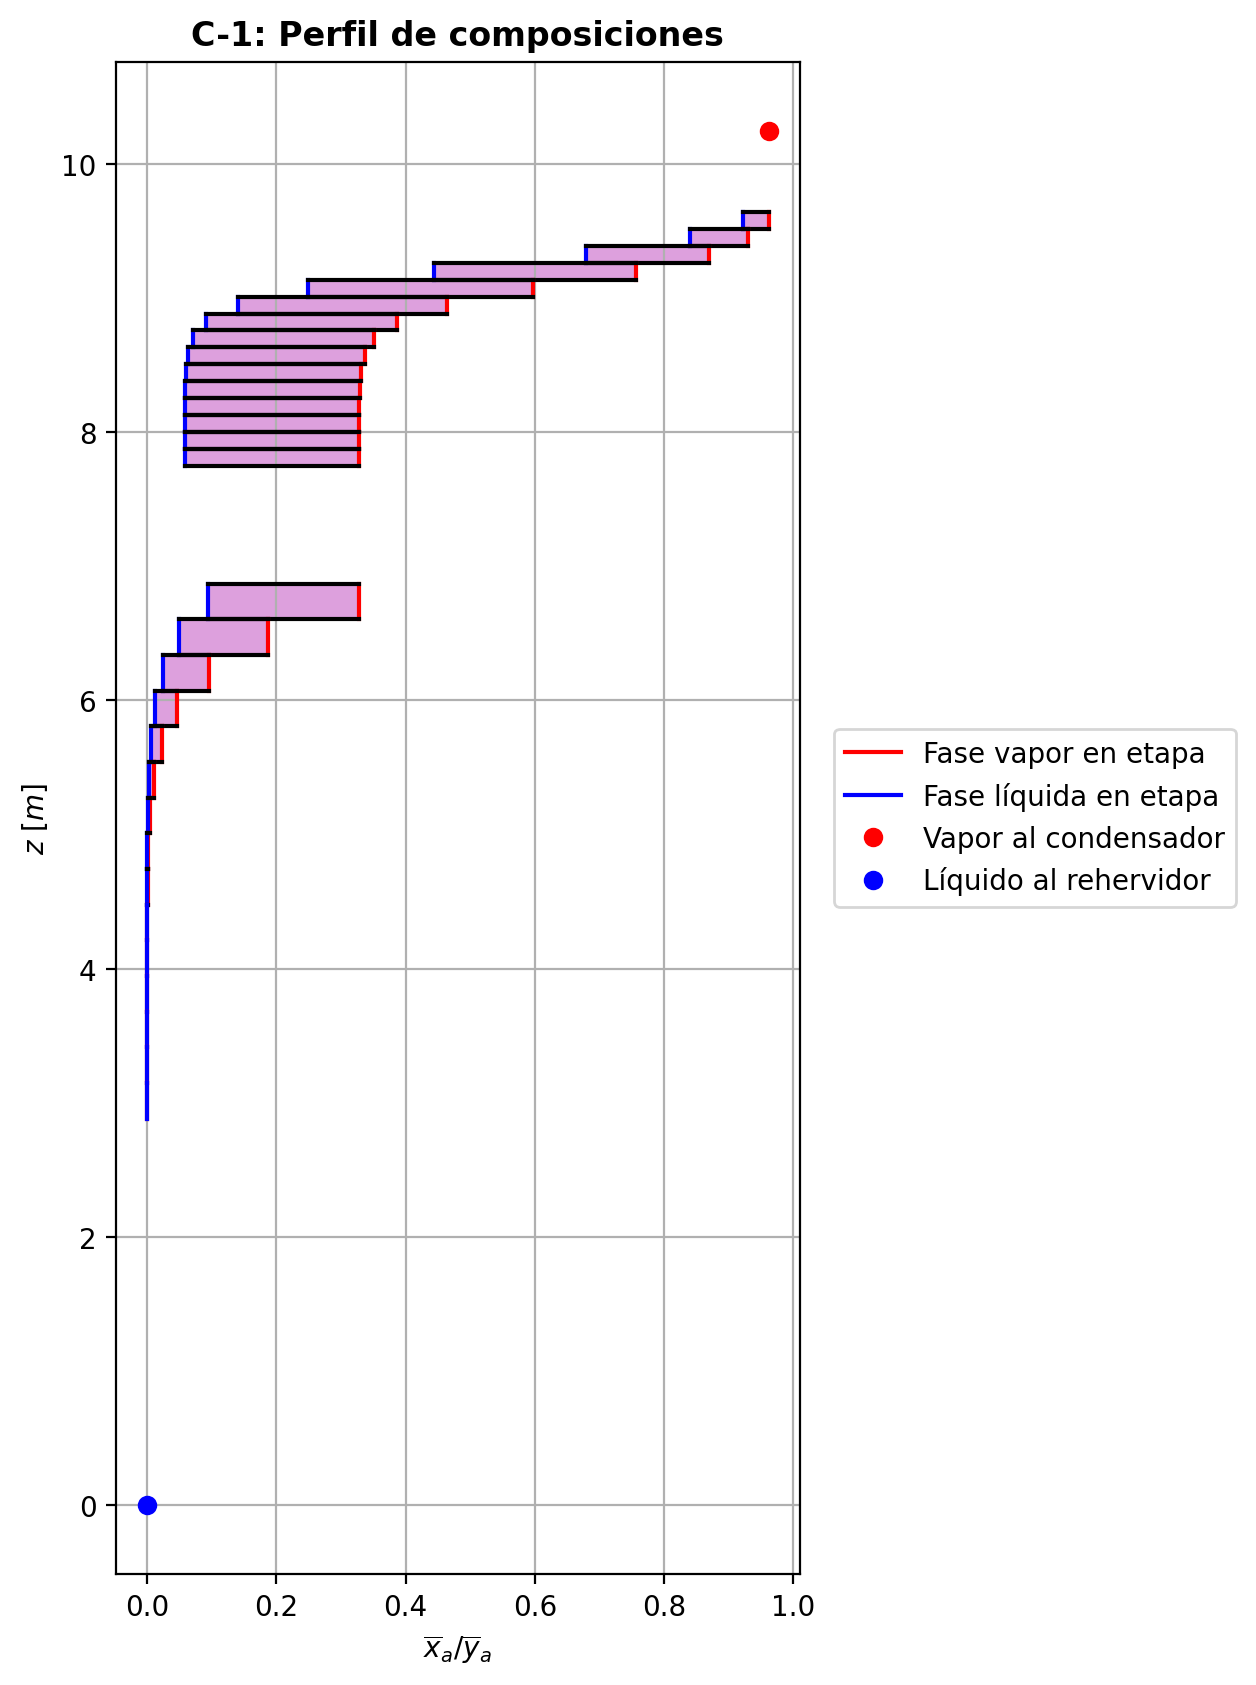 C-1: Perfil de composiciones
10
8
6
4
2
0
z [m]
0.0 0.2 0.4 0.6 0.8 1.0
x̅ₐ/y̅ₐ
Fase vapor en etapa
Fase líquida en etapa
Vapor al condensador
Líquido al rehervidor